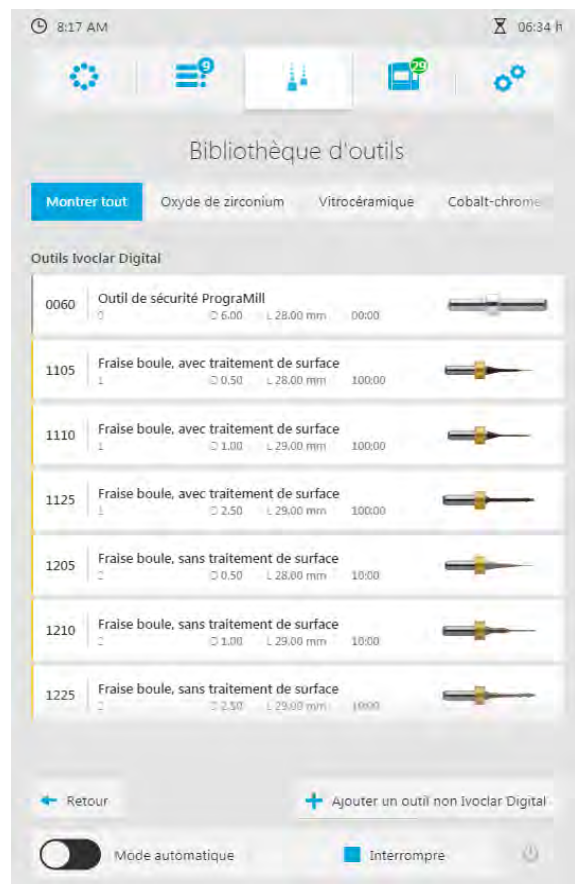 8:17 AM
06:34 h
9
29
Bibliothèque d'outils
Montrer tout
Oxyde de zirconium
Vitrocéramique
Cobalt-chrome
Outils Ivoclar Digital
0060
Outil de sécurité PrograMill
6.00 L 28.00 mm 00:00
1105
Fraise boule, avec traitement de surface
1 0.50 L 28.00 mm 100:00
1110
Fraise boule, avec traitement de surface
1 1.00 L 29.00 mm 100:00
1125
Fraise boule, avec traitement de surface
1 2.50 L 29.00 mm 100:00
1205
Fraise boule, sans traitement de surface
2 0.50 L 28.00 mm 10:00
1210
Fraise boule, sans traitement de surface
2 1.00 L 29.00 mm 10:00
1225
Fraise boule, sans traitement de surface
2 2.50 L 29.00 mm 10:00
Retour
Ajouter un outil non Ivoclar Digital
Mode automatique
Interrompre